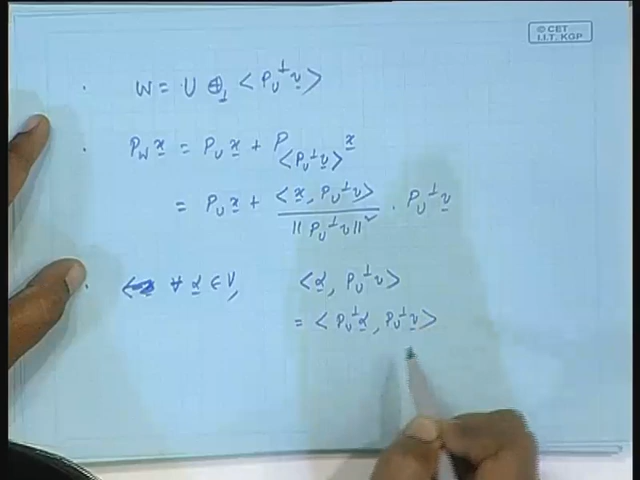 © CET
I.I.T. KGP
W = U ⊕⊥ < P_U^⊥ v >
P_W x = P_U x + P_{<P_U^⊥ v>} x
= P_U x + <x, P_U^⊥ v> / ||P_U^⊥ v||² . P_U^⊥ v
∀ α ∈ V, <α, P_U^⊥ v>
= <P_U^⊥ α, P_U^⊥ v>